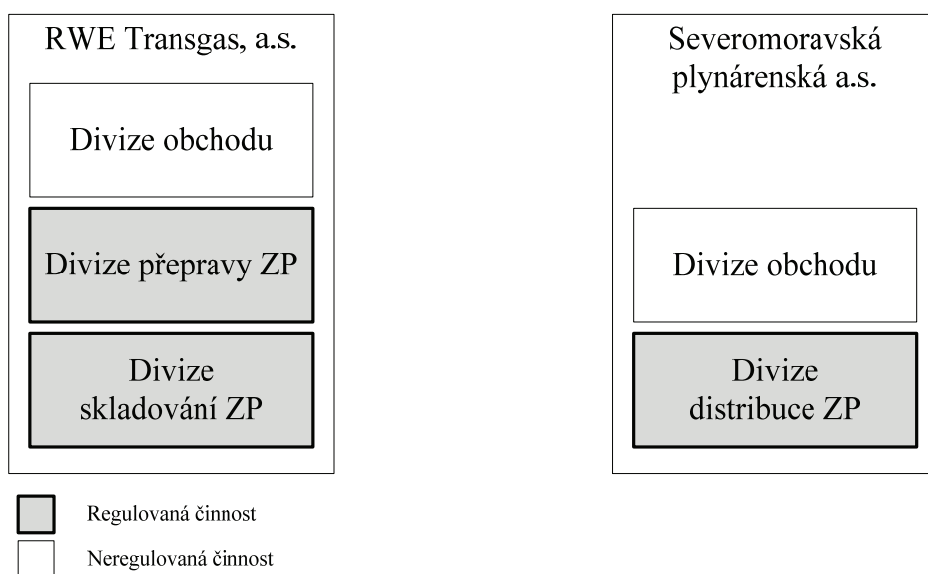 RWE Transgas, a.s.
Divize obchodu
Divize přepravy ZP
Divize
skladování ZP
Severomoravská
plynárenská a.s.
Divize obchodu
Divize
distribuce ZP
Regulovaná činnost
Neregulovaná činnost